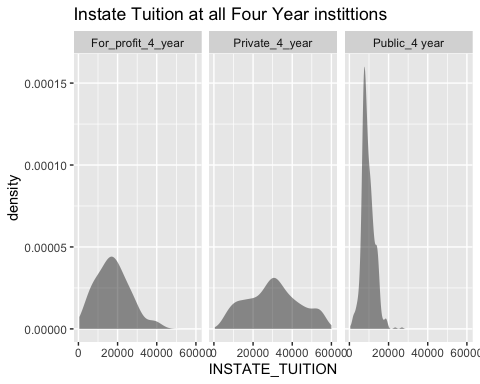 Instate Tuition at all Four Year instittions
For_profit_4_year Private_4_year Public_4 year
0.00015
0.00010
0.00005
0.00000
density
0 20000 40000 60000 0 20000 40000 60000 0 20000 40000 60000
INSTATE_TUITION